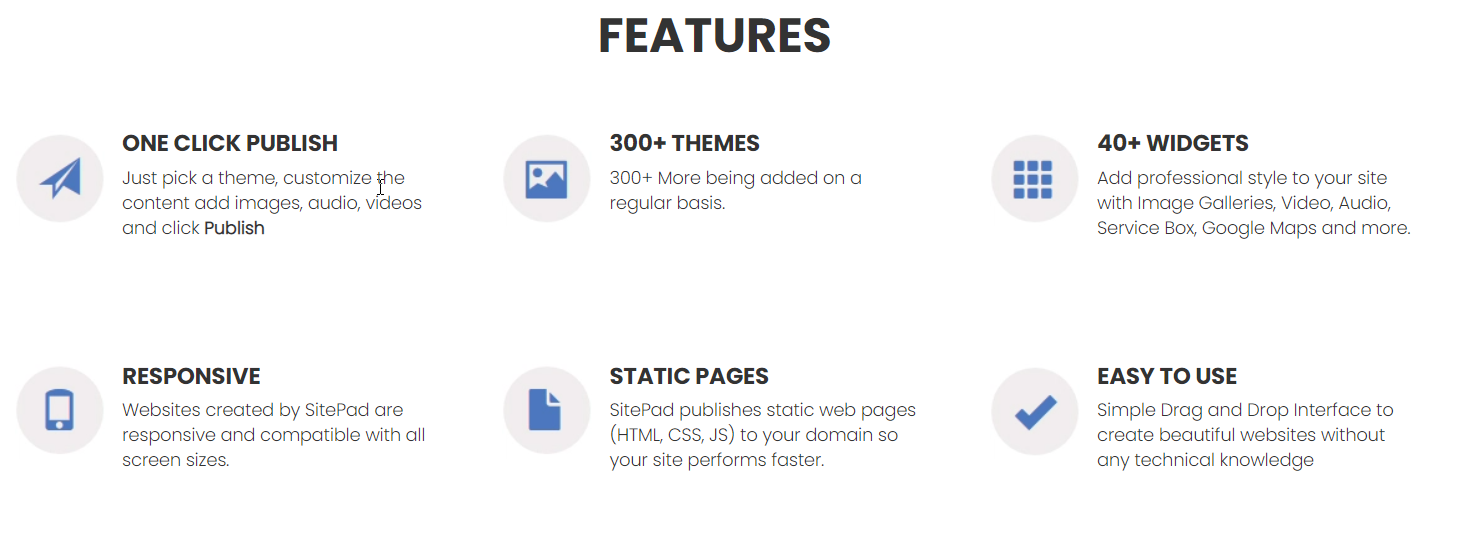 FEATURES
ONE CLICK PUBLISH
Just pick a theme, customize the
content add images, audio, videos
and click Publish
300+ THEMES
300+ More being added on a
regular basis.
40+ WIDGETS
Add professional style to your site
with Image Galleries, Video, Audio,
Service Box, Google Maps and more.
RESPONSIVE
Websites created by SitePad are
responsive and compatible with all
screen sizes.
STATIC PAGES
SitePad publishes static web pages
(HTML, CSS, JS) to your domain so
your site performs faster.
EASY TO USE
Simple Drag and Drop Interface to
create beautiful websites without
any technical knowledge